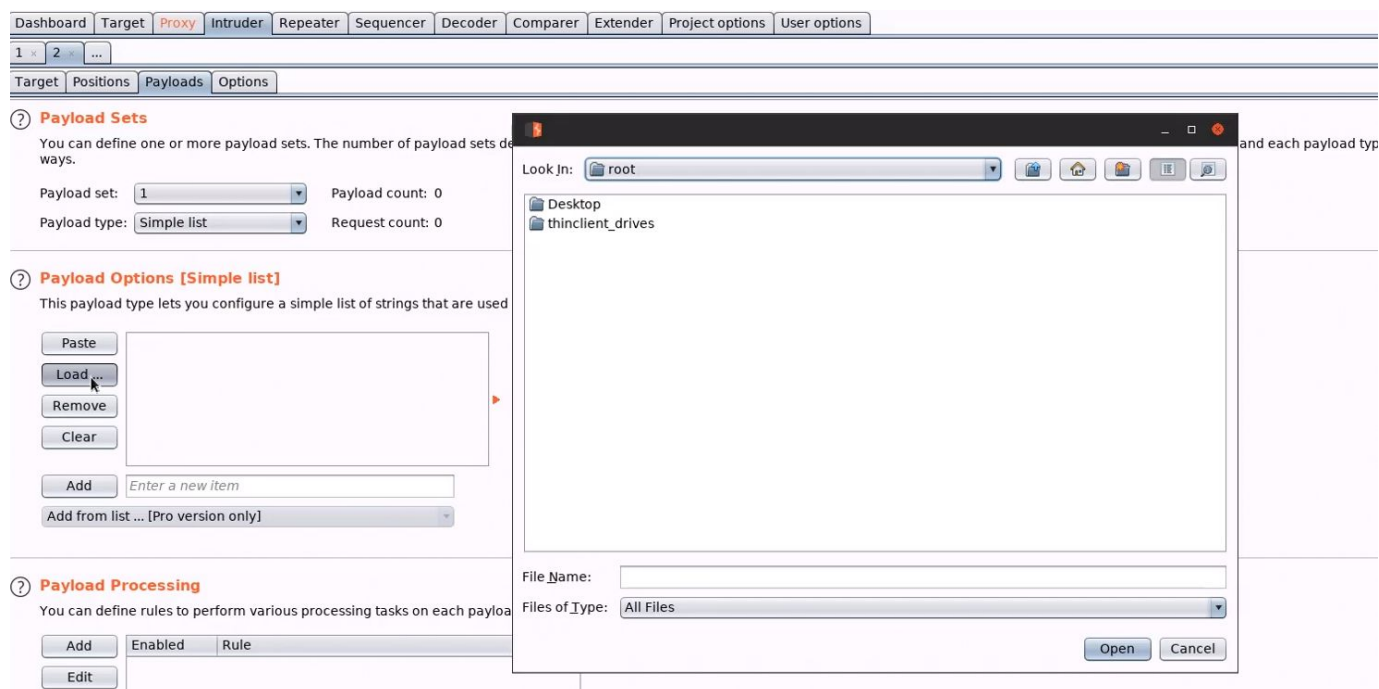 Dashboard Target Proxy Intruder Repeater Sequencer Decoder Comparer Extender Project options User options
1 × 2 × ...
Target Positions Payloads Options
? Payload Sets
You can define one or more payload sets. The number of payload sets de
and each payload typ
ways.
Payload set: 1 Payload count: 0
Payload type: Simple list Request count: 0
? Payload Options [Simple list]
This payload type lets you configure a simple list of strings that are used
Paste
Load ...
Remove
Clear
Add Enter a new item
Add from list ... [Pro version only]
? Payload Processing
You can define rules to perform various processing tasks on each payloa
Add Enabled Rule
Edit
Look In: root
Desktop
thinclient_drives
File Name:
Files of Type: All Files
Open Cancel